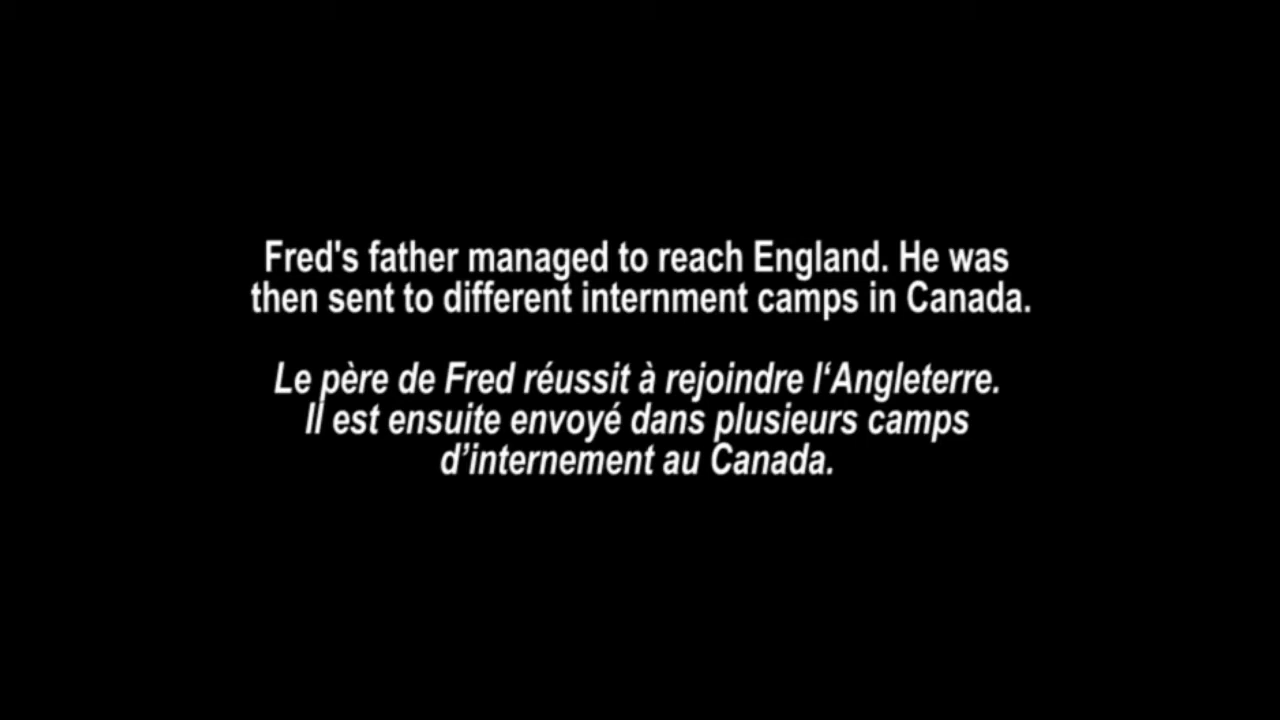 Fred's father managed to reach England. He was
then sent to different internment camps in Canada.
Le père de Fred réussit à rejoindre l‘Angleterre.
Il est ensuite envoyé dans plusieurs camps
d’internement au Canada.